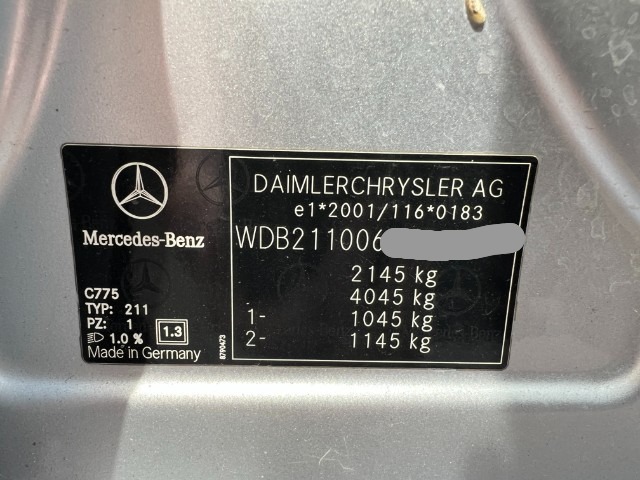 Mercedes-Benz
C775
TYP: 211
PZ: 1
1.0 %
1.3
Made in Germany
DAIMLERCHRYSLER AG
e1*2001/116*0183
WDB211006
2145 kg
4045 kg
1- 1045 kg
2- 1145 kg